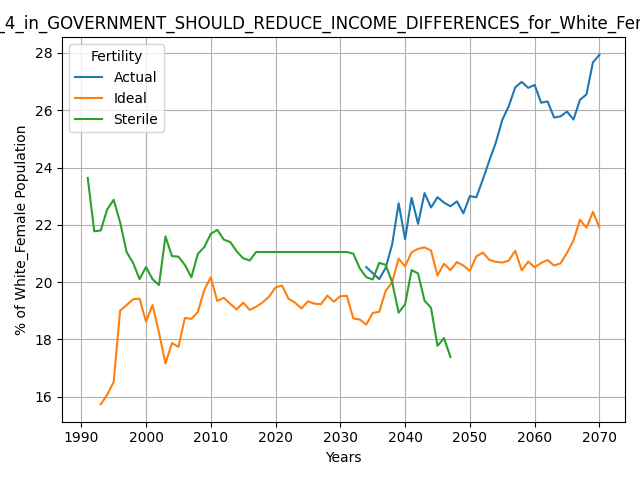 _4_in_GOVERNMENT_SHOULD_REDUCE_INCOME_DIFFERENCES_for_White_Fer
Fertility
Actual
Ideal
Sterile
% of White_Female Population
28
26
24
22
20
18
16
1990 2000 2010 2020 2030 2040 2050 2060 2070
Years